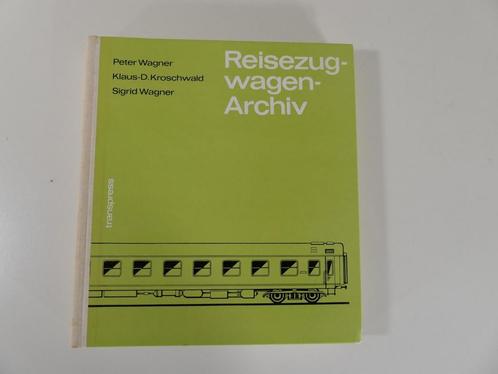 Peter Wagner
Klaus-D. Kroschwald
Sigrid Wagner
Reisezug-
wagen-
Archiv
transpress